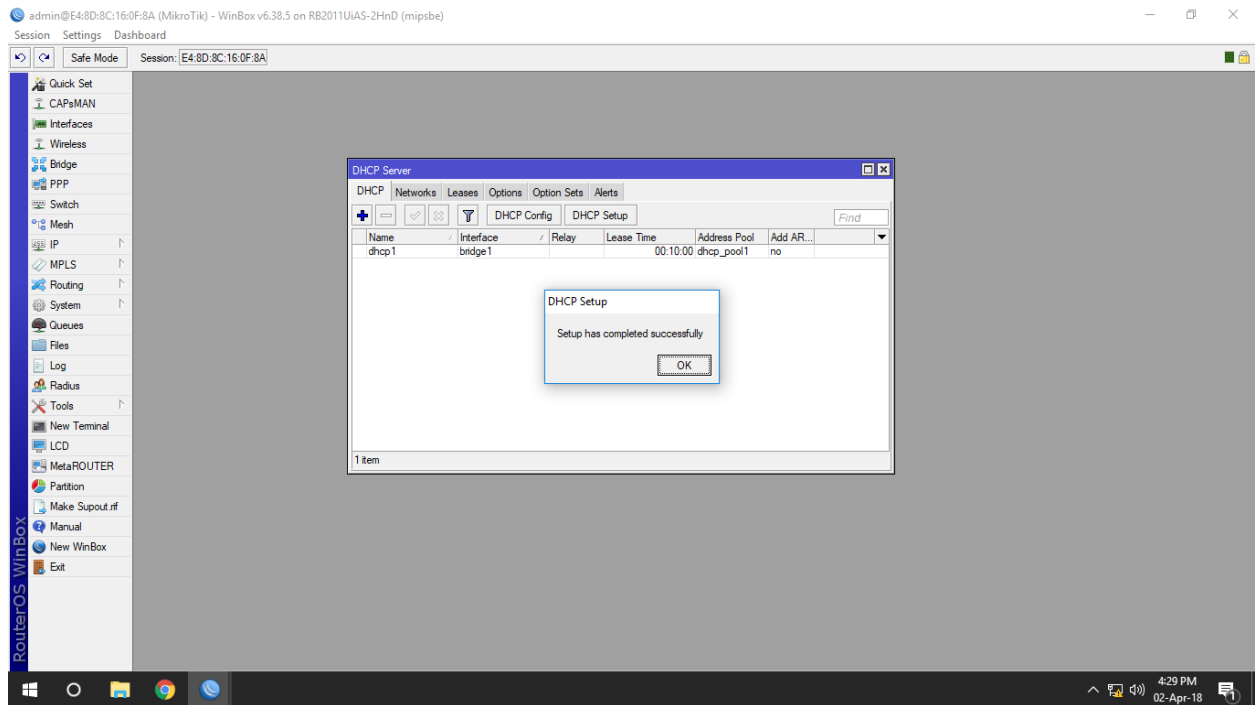 admin@E4:8D:8C:16:0F:8A (MikroTik) - WinBox v6.38.5 on RB2011UiAS-2HnD (mipsbe)
Session Settings Dashboard
Safe Mode Session: E4:8D:8C:16:0F:8A
Quick Set
CAPsMAN
Interfaces
Wireless
Bridge
PPP
Switch
Mesh
IP
MPLS
Routing
System
Queues
Files
Log
Radius
Tools
New Terminal
LCD
MetaROUTER
Partition
Make Supout.rif
Manual
New WinBox
Exit
RouterOS WinBox
DHCP Server
DHCP Networks Leases Options Option Sets Alerts
DHCP Config DHCP Setup Find
Name Interface Relay Lease Time Address Pool Add AR...
dhcp1 bridge1 00:10:00 dhcp_pool1 no
DHCP Setup
Setup has completed successfully
OK
1 item
4:29 PM
02-Apr-18
1